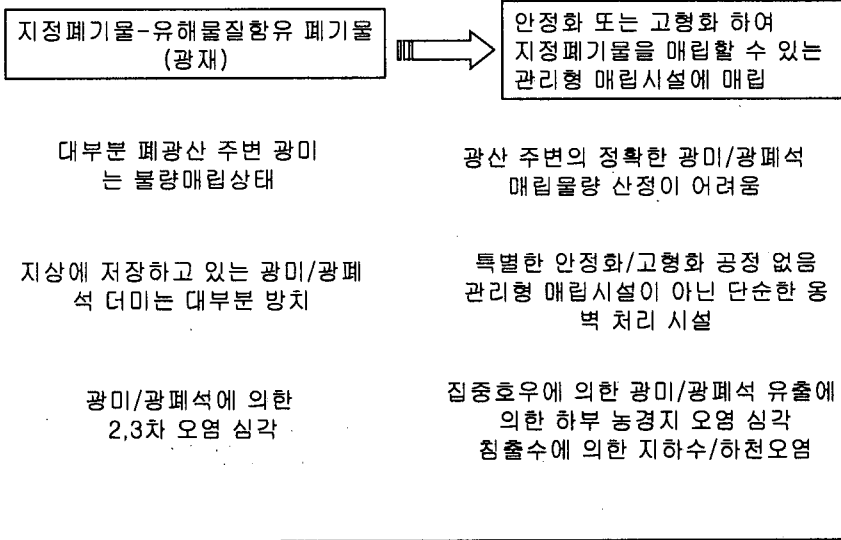 지정폐기물-유해물질함유 폐기물
(광재)
안정화 또는 고형화 하여
지정폐기물을 매립할 수 있는
관리형 매립시설에 매립
대부분 폐광산 주변 광미
는 불량매립상태
광산 주변의 정확한 광미/광폐석
매립물량 산정이 어려움
지상에 저장하고 있는 광미/광폐
석 더미는 대부분 방치
특별한 안정화/고형화 공정 없음
관리형 매립시설이 아닌 단순한 옹
벽 처리 시설
광미/광폐석에 의한
2,3차 오염 심각
집중호우에 의한 광미/광폐석 유출에
의한 하부 농경지 오염 심각
침출수에 의한 지하수/하천오염